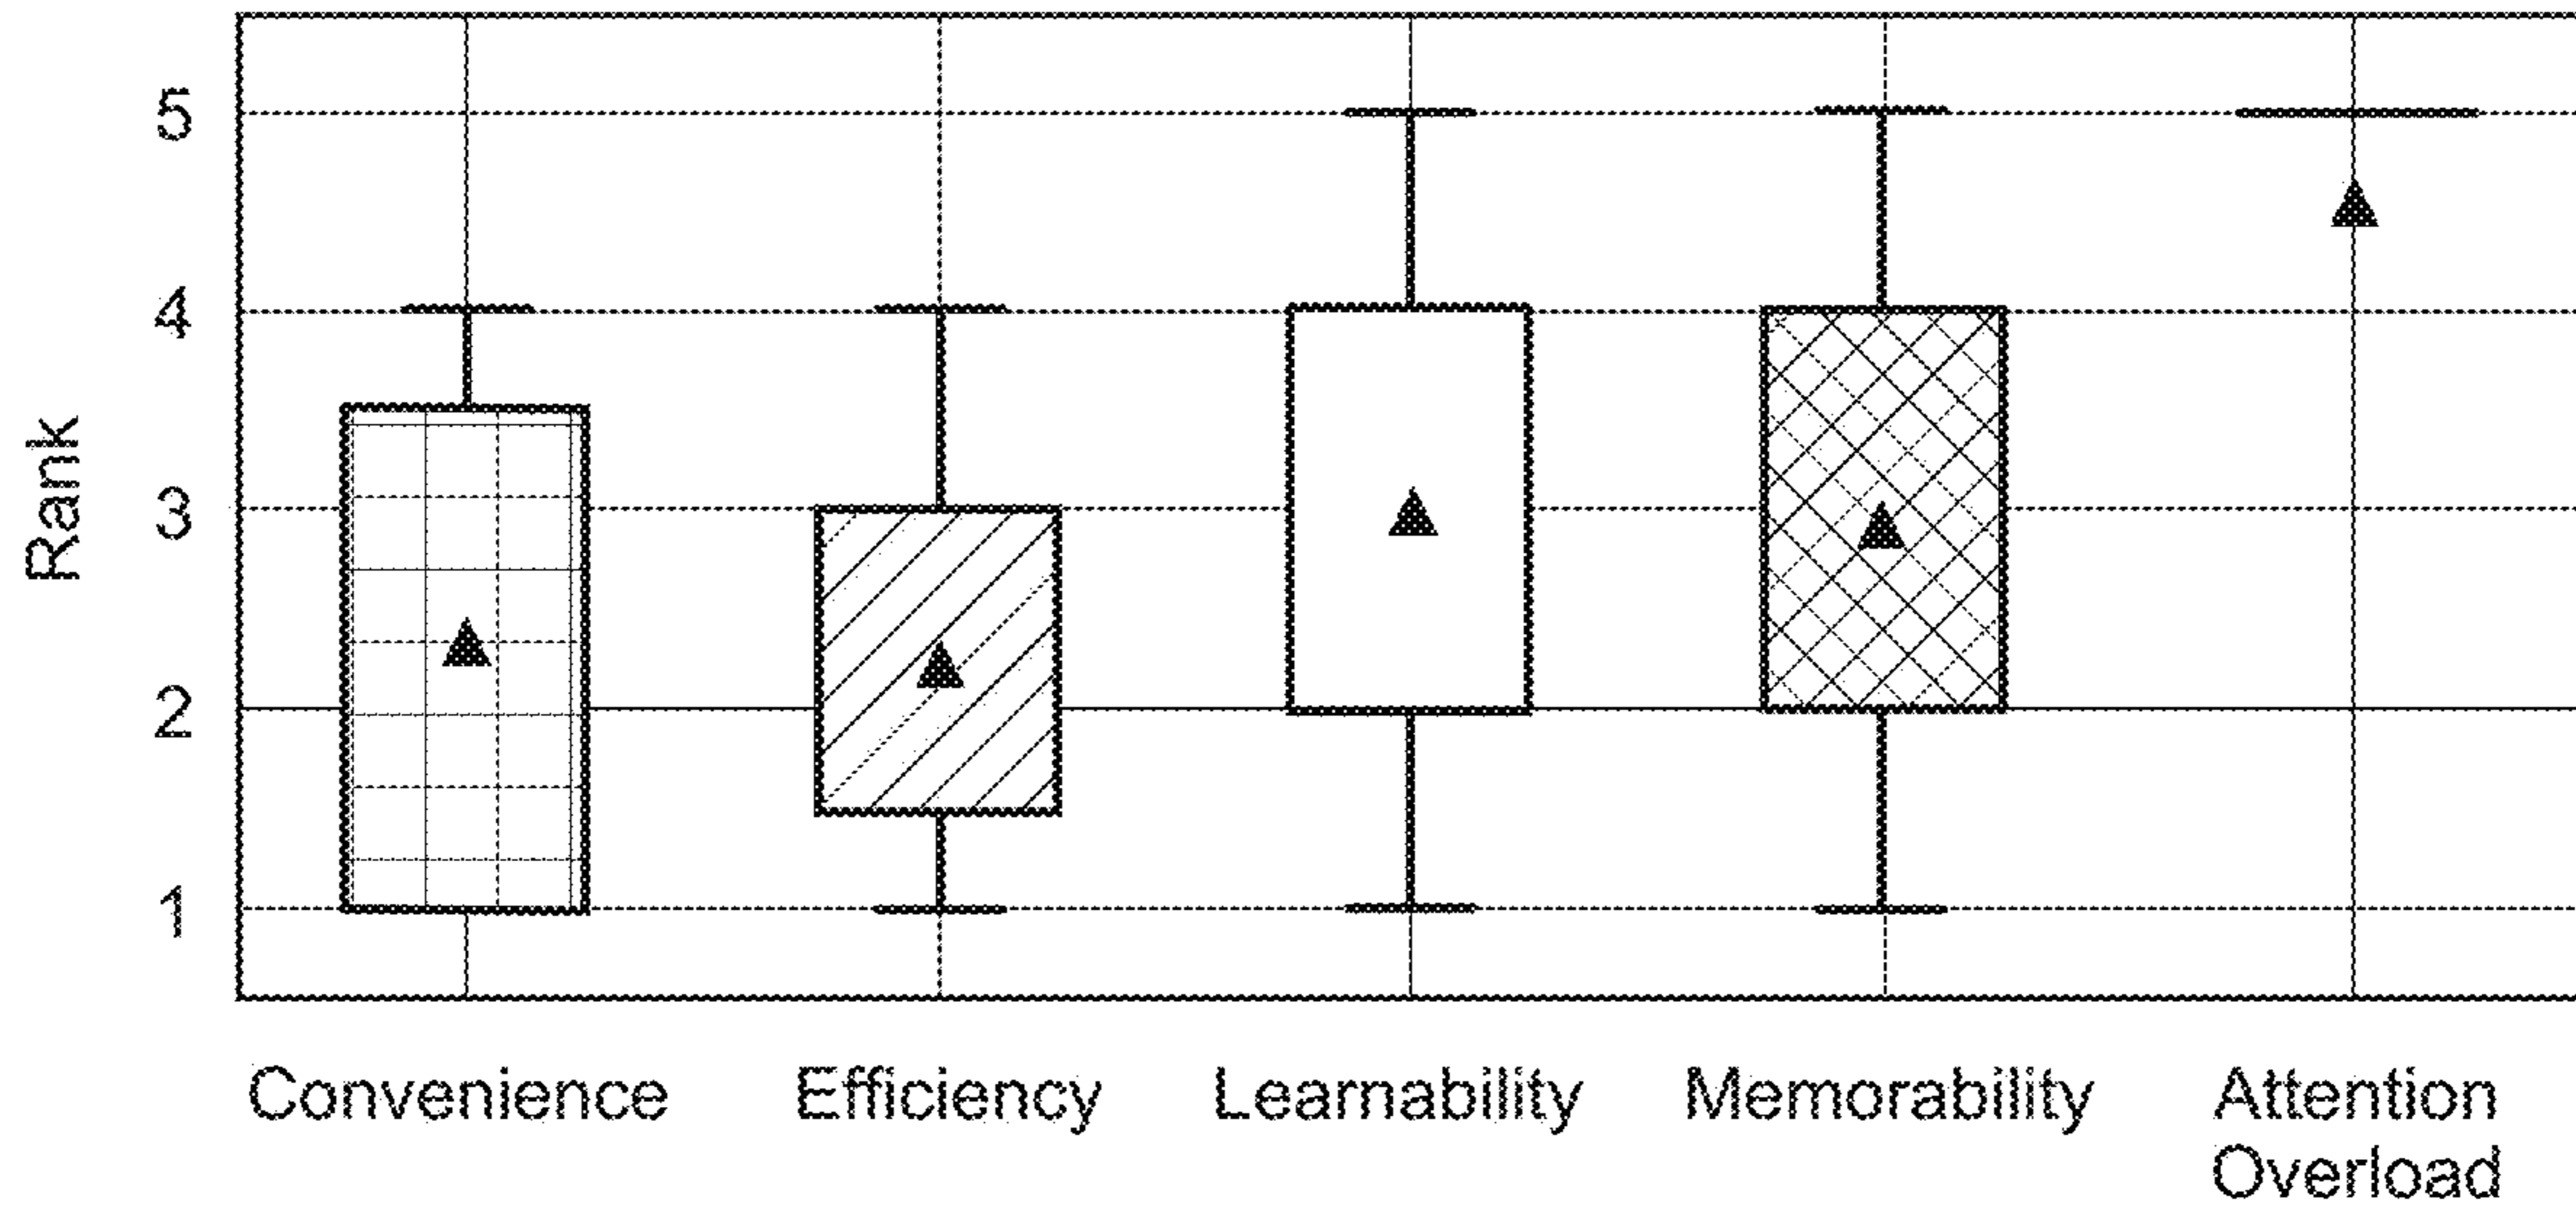 Rank
5
4
3
2
1
Convenience
Efficiency
Learnability
Memorability
Attention
Overload